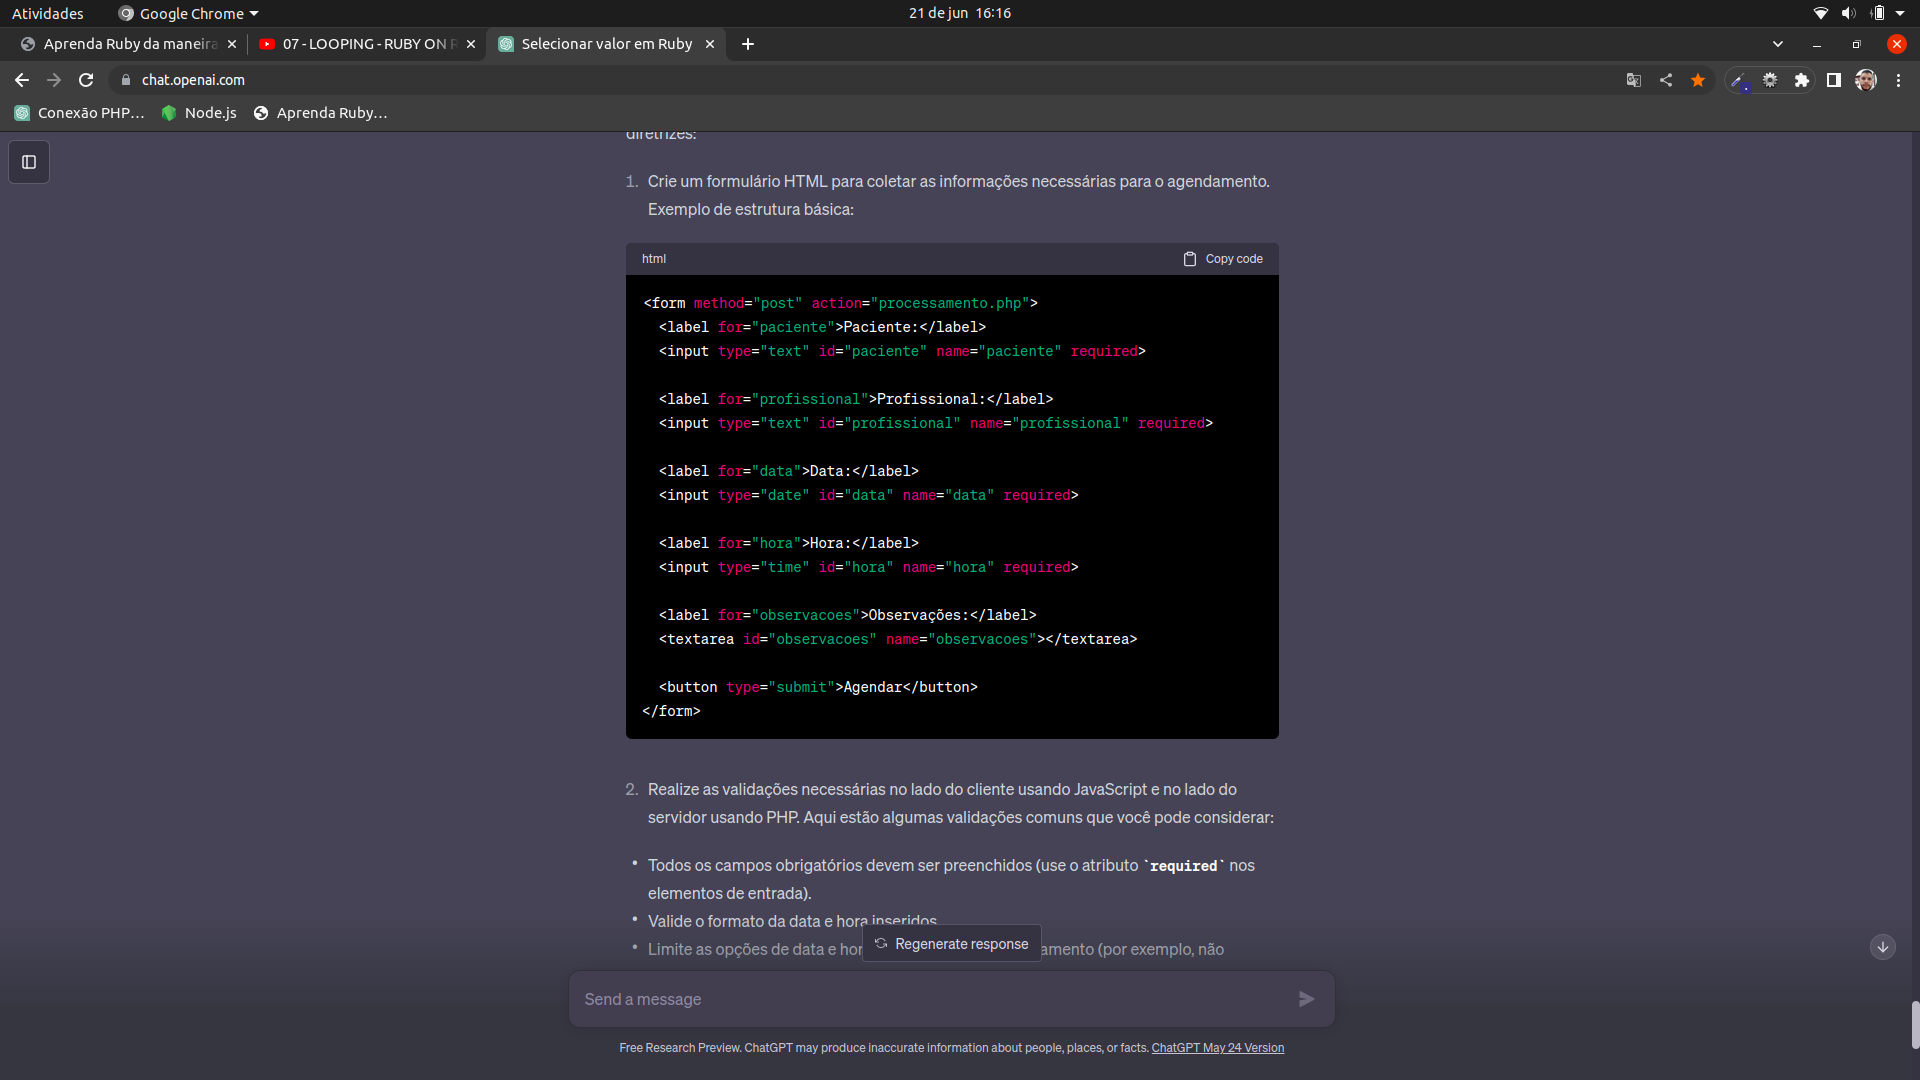 Atividades
Google Chrome
21 de jun 16:16
Aprenda Ruby da maneira
07 - LOOPING - RUBY ON R
Selecionar valor em Ruby
chat.openai.com
Conexão PHP...
Node.js
Aprenda Ruby...
diretrizes:
1. Crie um formulário HTML para coletar as informações necessárias para o agendamento.
Exemplo de estrutura básica:
html
Copy code
<form method="post" action="processamento.php">
<label for="paciente">Paciente:</label>
<input type="text" id="paciente" name="paciente" required>
<label for="profissional">Profissional:</label>
<input type="text" id="profissional" name="profissional" required>
<label for="data">Data:</label>
<input type="date" id="data" name="data" required>
<label for="hora">Hora:</label>
<input type="time" id="hora" name="hora" required>
<label for="observacoes">Observações:</label>
<textarea id="observacoes" name="observacoes"></textarea>
<button type="submit">Agendar</button>
</form>
2. Realize as validações necessárias no lado do cliente usando JavaScript e no lado do
servidor usando PHP. Aqui estão algumas validações comuns que você pode considerar:
• Todos os campos obrigatórios devem ser preenchidos (use o atributo `required` nos
elementos de entrada).
• Valide o formato da data e hora inseridos.
• Limite as opções de data e hor
amento (por exemplo, não
Regenerate response
Send a message
Free Research Preview. ChatGPT may produce inaccurate information about people, places, or facts. ChatGPT May 24 Version